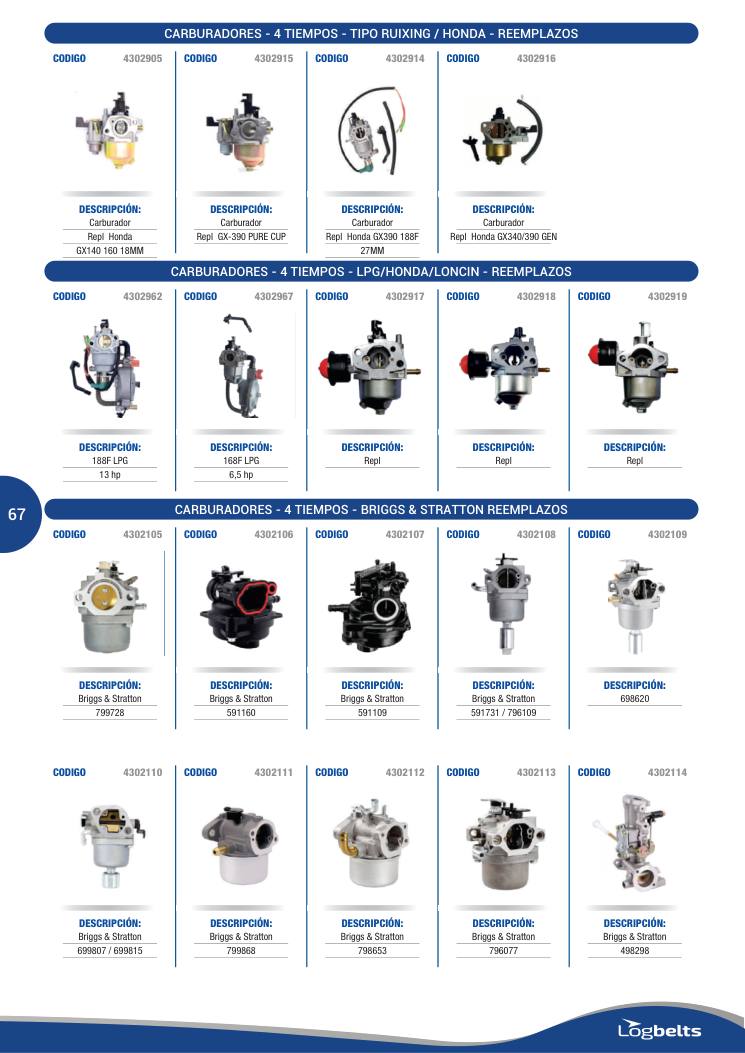 CARBURADORES - 4 TIEMPOS - TIPO RUIXING / HONDA - REEMPLAZOS
CODIGO 4302905
DESCRIPCIÓN:
Carburador
Repl Honda
GX140 160 18MM
CODIGO 4302915
DESCRIPCIÓN:
Carburador
Repl GX-390 PURE CUP
CODIGO 4302914
DESCRIPCIÓN:
Carburador
Repl Honda GX390 188F
27MM
CODIGO 4302916
DESCRIPCIÓN:
Carburador
Repl Honda GX340/390 GEN
CARBURADORES - 4 TIEMPOS - LPG/HONDA/LONCIN - REEMPLAZOS
CODIGO 4302962
DESCRIPCIÓN:
188F LPG
13 hp
CODIGO 4302967
DESCRIPCIÓN:
168F LPG
6,5 hp
CODIGO 4302917
DESCRIPCIÓN:
Repl
CODIGO 4302918
DESCRIPCIÓN:
Repl
CODIGO 4302919
DESCRIPCIÓN:
Repl
67
CARBURADORES - 4 TIEMPOS - BRIGGS & STRATTON REEMPLAZOS
CODIGO 4302105
DESCRIPCIÓN:
Briggs & Stratton
799728
CODIGO 4302106
DESCRIPCIÓN:
Briggs & Stratton
591160
CODIGO 4302107
DESCRIPCIÓN:
Briggs & Stratton
591109
CODIGO 4302108
DESCRIPCIÓN:
Briggs & Stratton
591731 / 796109
CODIGO 4302109
DESCRIPCIÓN:
698620
CODIGO 4302110
DESCRIPCIÓN:
Briggs & Stratton
699807 / 699815
CODIGO 4302111
DESCRIPCIÓN:
Briggs & Stratton
799868
CODIGO 4302112
DESCRIPCIÓN:
Briggs & Stratton
798653
CODIGO 4302113
DESCRIPCIÓN:
Briggs & Stratton
796077
CODIGO 4302114
DESCRIPCIÓN:
Briggs & Stratton
498298
Logbelts